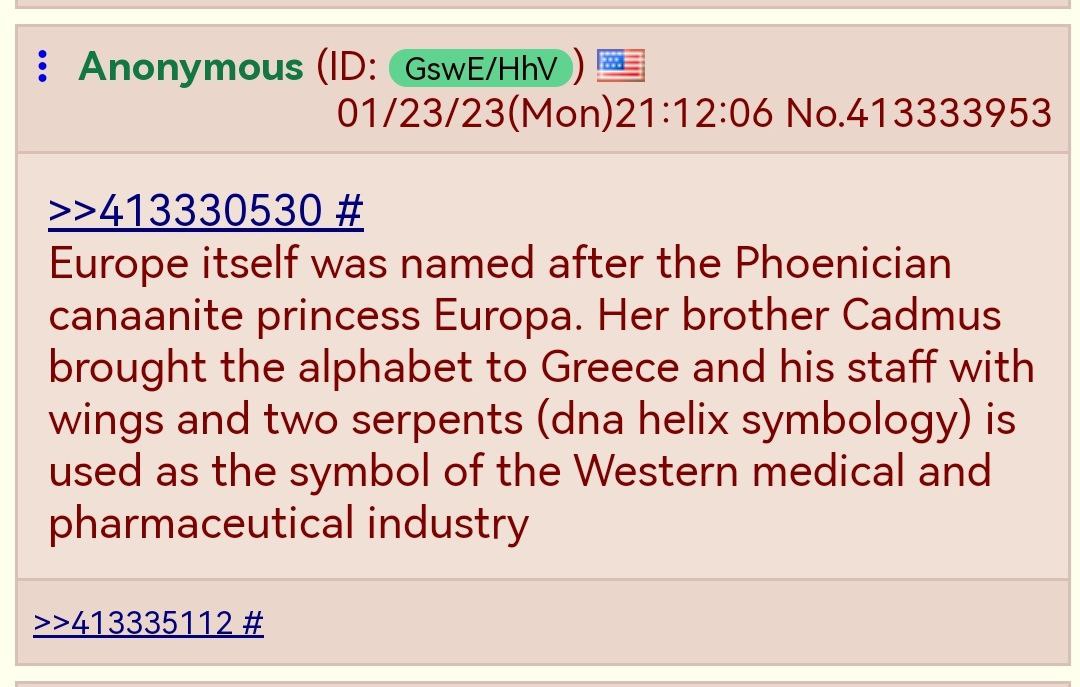 Anonymous (ID: GswE/HhV)
01/23/23(Mon)21:12:06 No.413333953
>>413330530 #
Europe itself was named after the Phoenician
canaanite princess Europa. Her brother Cadmus
brought the alphabet to Greece and his staff with
wings and two serpents (dna helix symbology) is
used as the symbol of the Western medical and
pharmaceutical industry
>>413335112 #